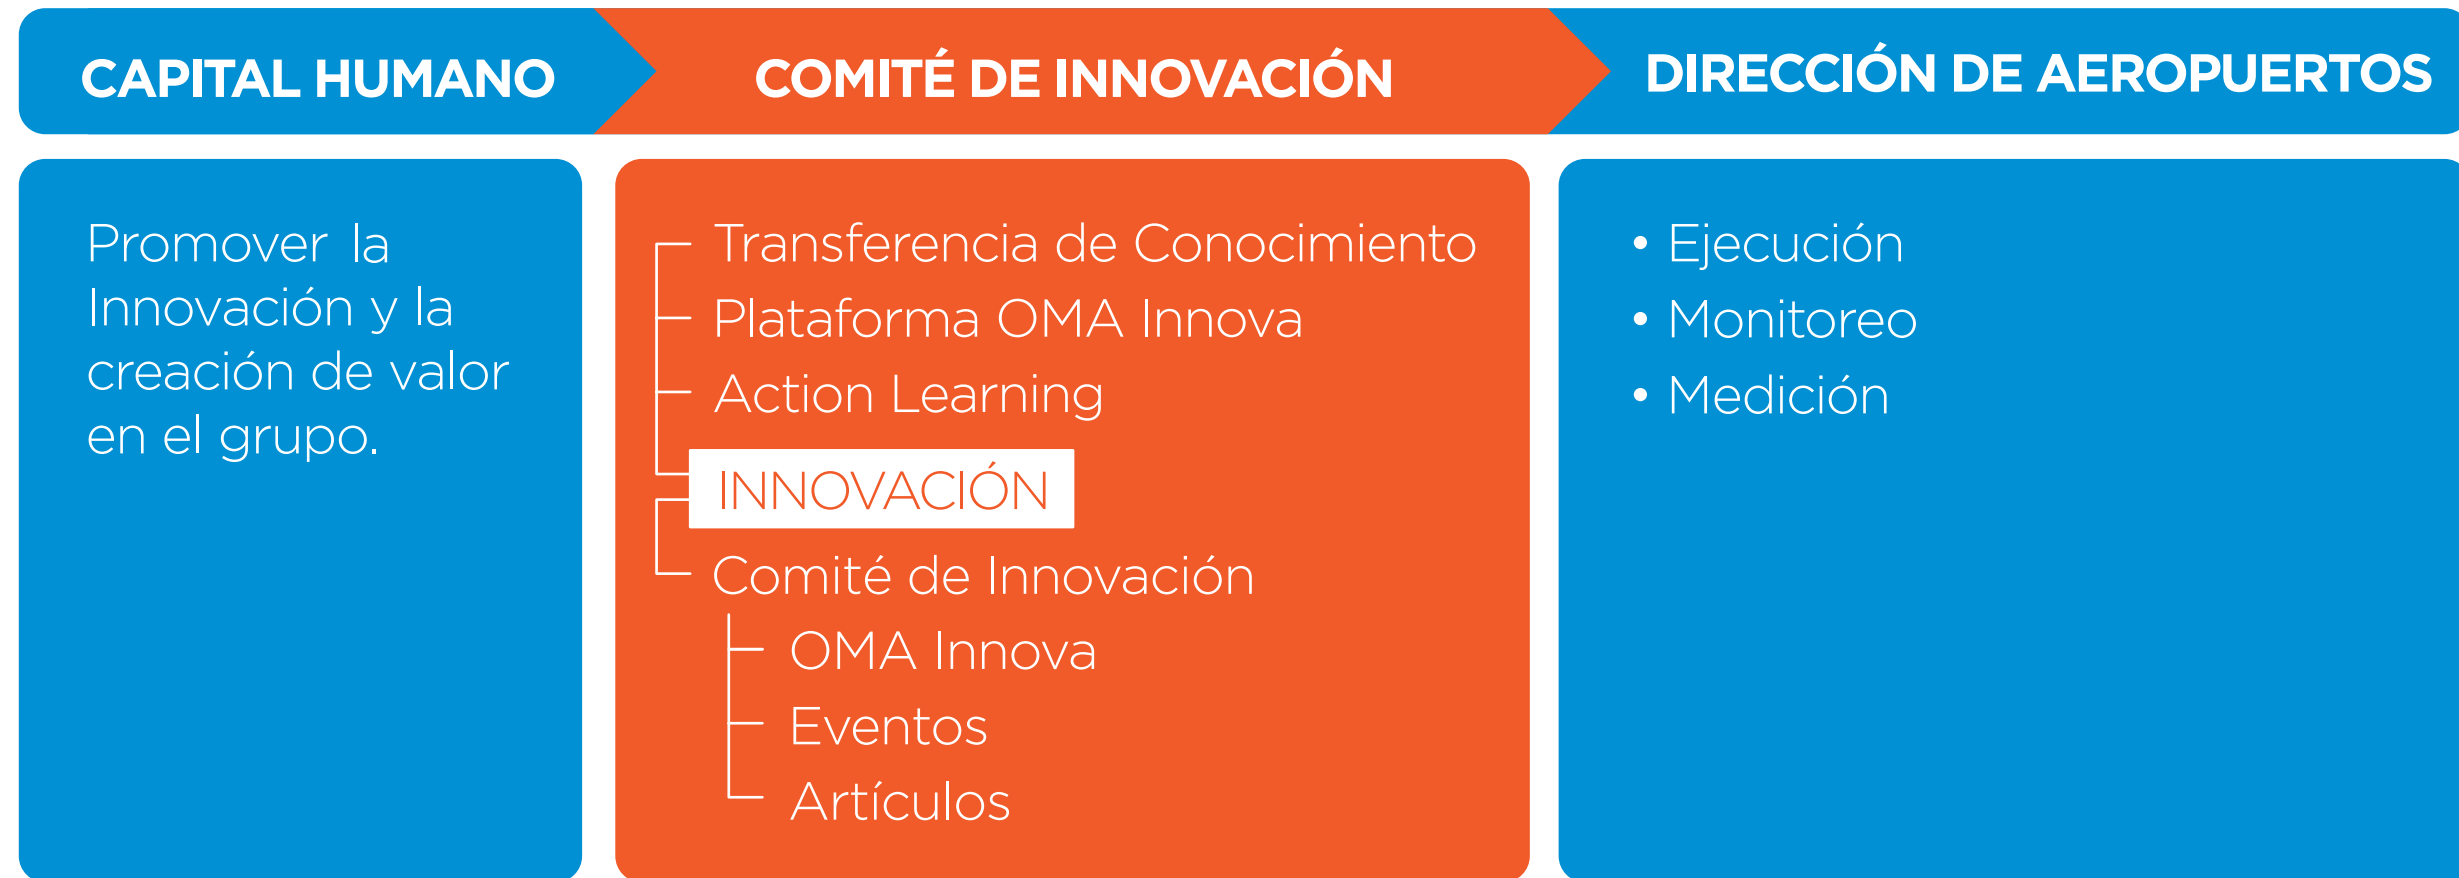 CAPITAL HUMANO
COMITÉ DE INNOVACIÓN
DIRECCIÓN DE AEROPUERTOS
Promover la
Innovación y la
creación de valor
en el grupo.
Transferencia de Conocimiento
Plataforma OMA Innova
Action Learning
INNOVACIÓN
Comité de Innovación
OMA Innova
Eventos
Artículos
• Ejecución
• Monitoreo
• Medición